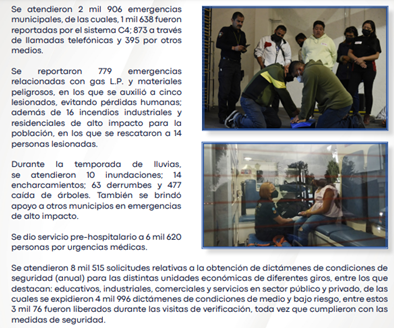 Se atendieron 2 mil 906 emergencias
municipales, de las cuales, 1 mil 638 fueron
reportadas por el sistema C4; 873 a través
de llamadas telefónicas y 395 por otros
medios.
Se reportaron 779 emergencias
relacionadas con gas L.P. y materiales
peligrosos, en los que se auxilió a cinco
lesionados, evitando pérdidas humanas;
además de 16 incendios industriales y
residenciales de alto impacto para la
población, en los que se rescataron a 14
personas lesionadas.
Durante la temporada de lluvias,
se atendieron 10 inundaciones; 14
encharcamientos; 63 derrumbes y 477
caída de árboles. También se brindó
apoyo a otros municipios en emergencias
de alto impacto.
Se dio servicio pre-hospitalario a 6 mil 620
personas por urgencias médicas.
Se atendieron 8 mil 515 solicitudes relativas a la obtención de dictámenes de condiciones de
seguridad (anual) para las distintas unidades económicas de diferentes giros, entre los que
destacan: educativos, industriales, comerciales y servicios en sector público y privado, de las
cuales se expidieron 4 mil 996 dictámenes de condiciones de medio y bajo riesgo, entre estos
3 mil 76 fueron liberados durante las visitas de verificación, toda vez que cumplieron con las
medidas de seguridad.